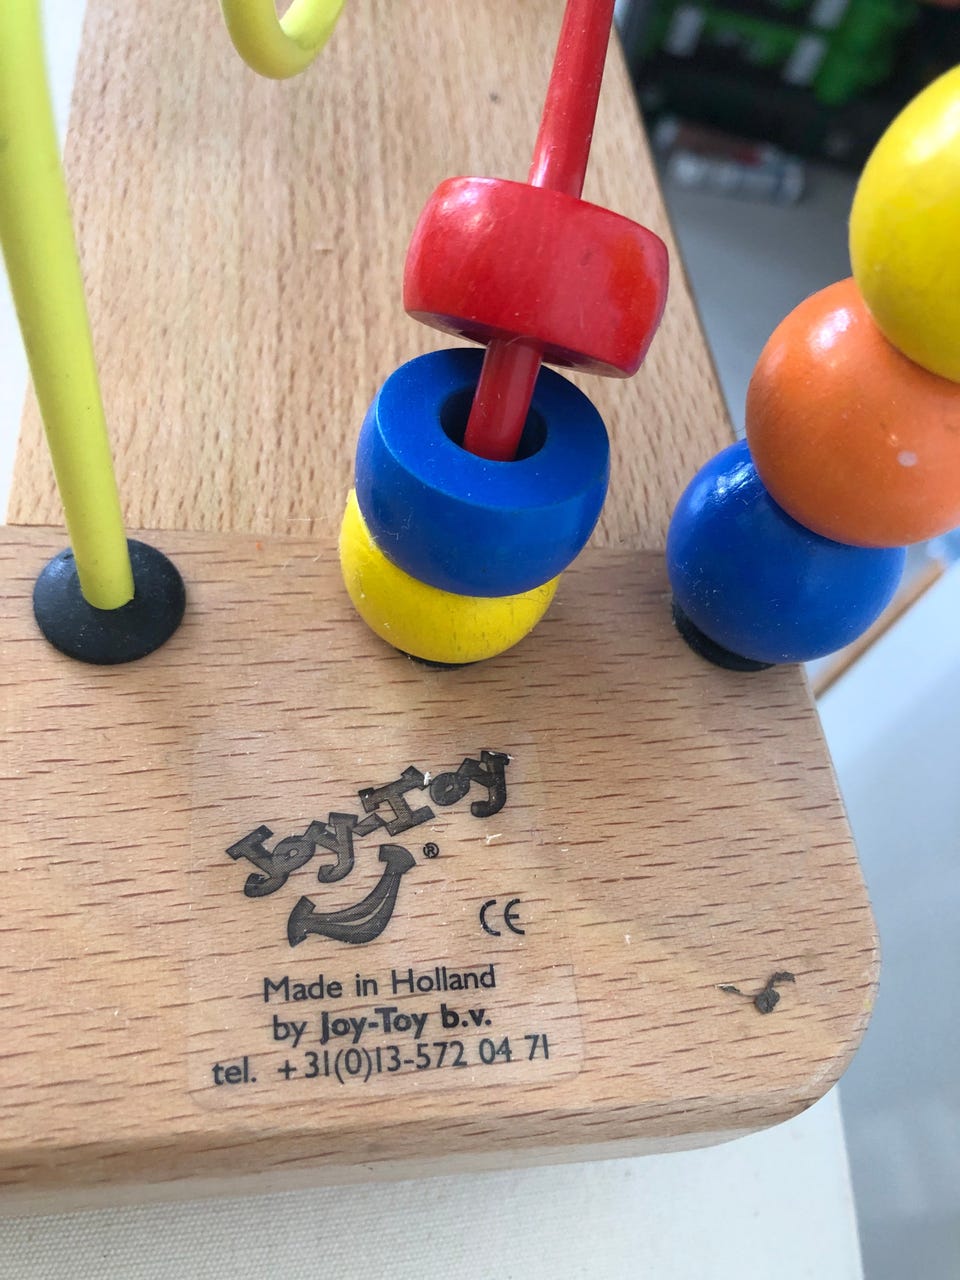 Joy-Toy®
CE
Made in Holland
by Joy-Toy b.v.
tel. +31(0)13-572 04 71